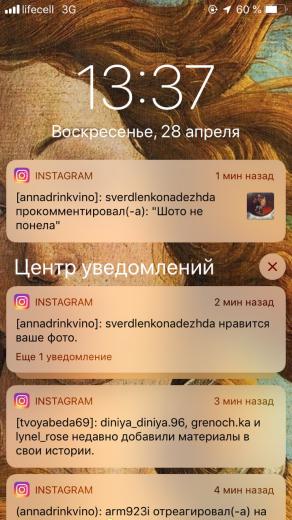 lifecell 3G 60 %
13:37
Воскресенье, 28 апреля
INSTAGRAM 1 мин назад
[annadrinkvino]: sverdlenkonadezhda
прокомментировал(-а): "Шото не
понела"
Центр уведомлений
INSTAGRAM 2 мин назад
[annadrinkvino]: sverdlenkonadezhda нравится
ваше фото.
Еще 1 уведомление
INSTAGRAM 3 мин назад
[tvoyabeda69]: diniya_diniya.96, grenoch.ka и
lynel_rose недавно добавили материалы в
свои истории.
INSTAGRAM 4 мин назад
(annadrinkvino): arm923i отреагировал(-а) на